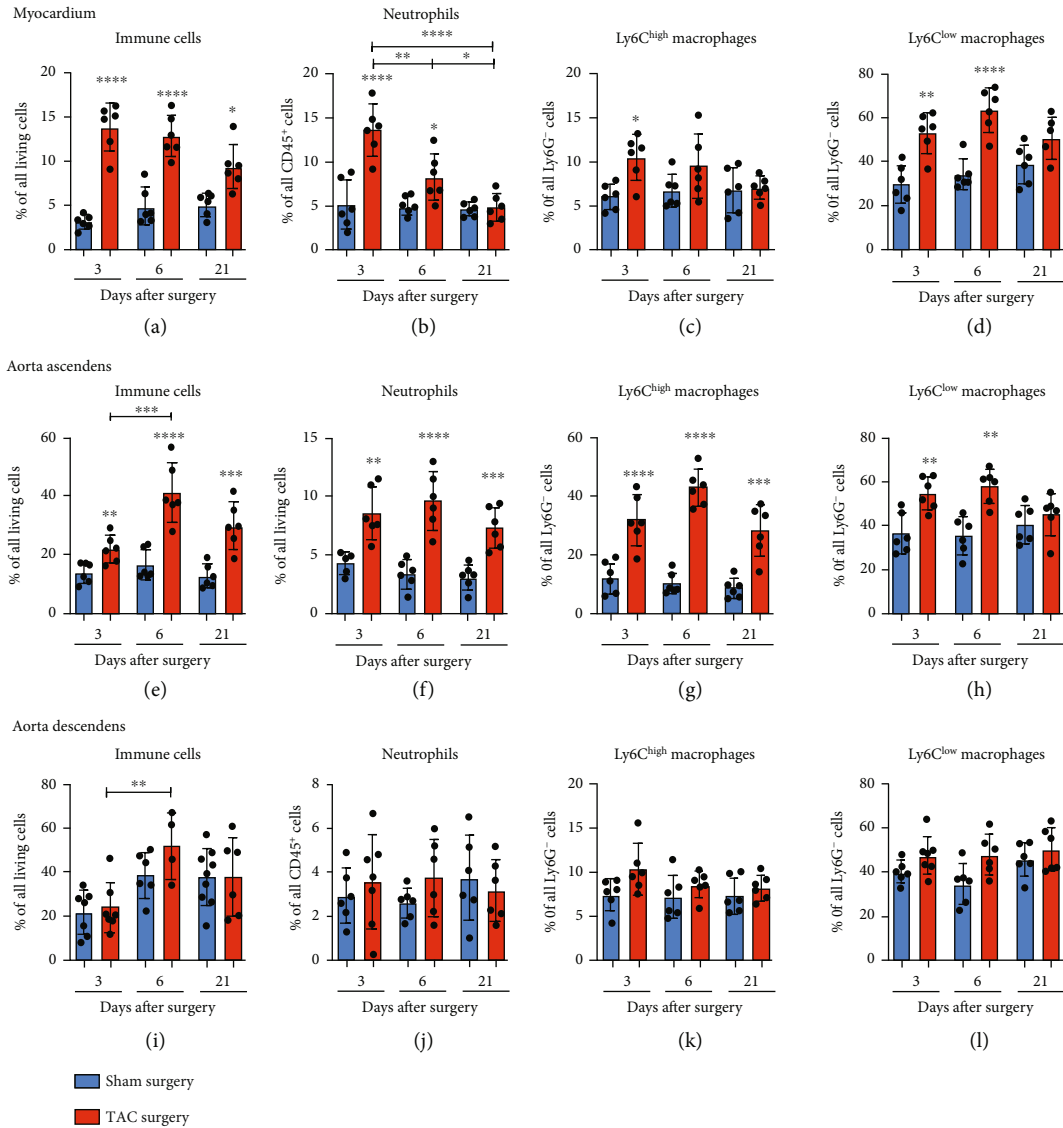 Myocardium
Immune cells
Neutrophils
Ly6Chigh macrophages
Ly6Clow macrophages
% of all living cells
20
15
10
5
0
****
****
*
3 6 21
Days after surgery
(a)
% of all CD45+ cells
20
15
10
5
0
****
** *
****
*
3 6 21
Days after surgery
(b)
% 0f all Ly6G− cells
20
15
10
5
0
*
3 6 21
Days after surgery
(c)
% 0f all Ly6G− cells
80
60
40
20
0
**
****
3 6 21
Days after surgery
(d)
Aorta ascendens
Immune cells
Neutrophils
Ly6Chigh macrophages
Ly6Clow macrophages
% of all living cells
60
40
20
0
***
**
****
***
3 6 21
Days after surgery
(e)
% of all living cells
15
10
5
0
**
****
***
3 6 21
Days after surgery
(f)
% 0f all Ly6G− cells
60
40
20
0
****
****
***
3 6 21
Days after surgery
(g)
% 0f all Ly6G− cells
80
60
40
20
0
**
**
3 6 21
Days after surgery
(h)
Aorta descendens
Immune cells
Neutrophils
Ly6Chigh macrophages
Ly6Clow macrophages
% of all living cells
80
60
40
20
0
**
3 6 21
Days after surgery
(i)
% of all CD45+ cells
8
6
4
2
0
3 6 21
Days after surgery
(j)
% 0f all Ly6G− cells
20
15
10
5
0
3 6 21
Days after surgery
(k)
% 0f all Ly6G− cells
80
60
40
20
0
3 6 21
Days after surgery
(l)
Sham surgery
TAC surgery